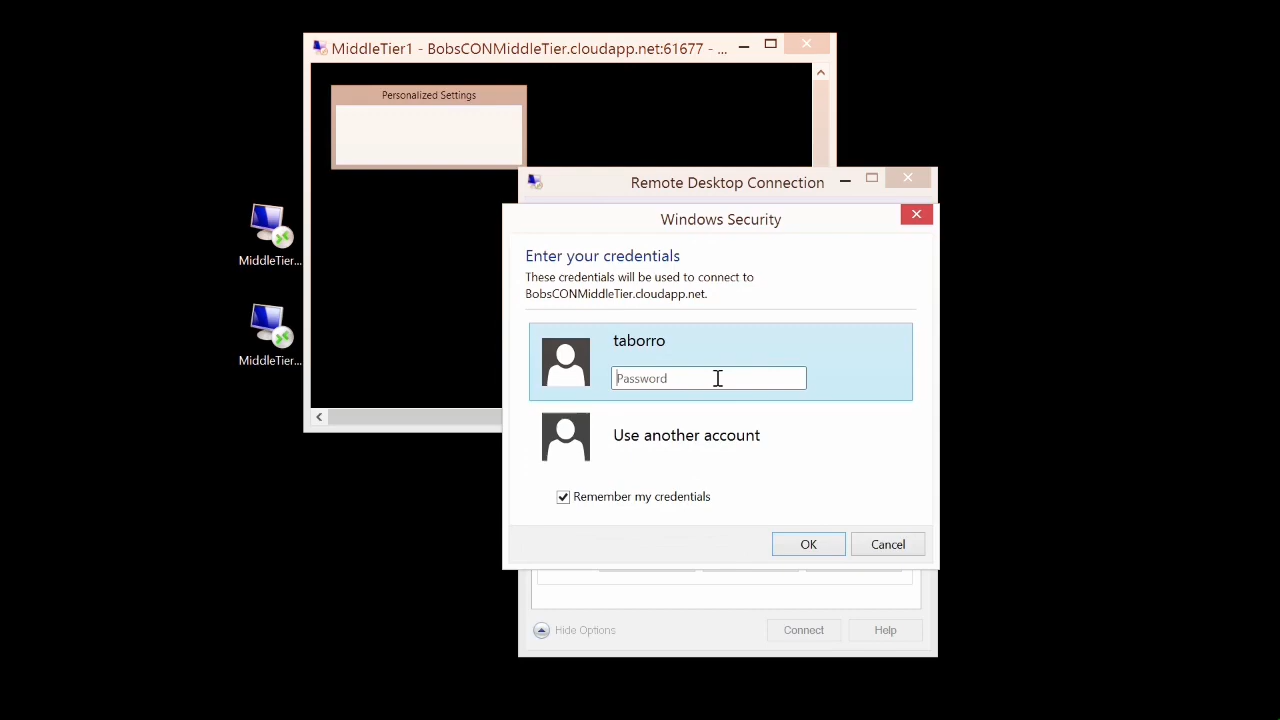 MiddleTier1 - BobsCONMiddleTier.cloudapp.net:61677 - ...
Personalized Settings
Remote Desktop Connection
Windows Security
Enter your credentials
These credentials will be used to connect to
BobsCONMiddleTier.cloudapp.net.
MiddleTier...
MiddleTier...
taborro
Password
Use another account
Remember my credentials
OK
Cancel
Hide Options
Connect
Help